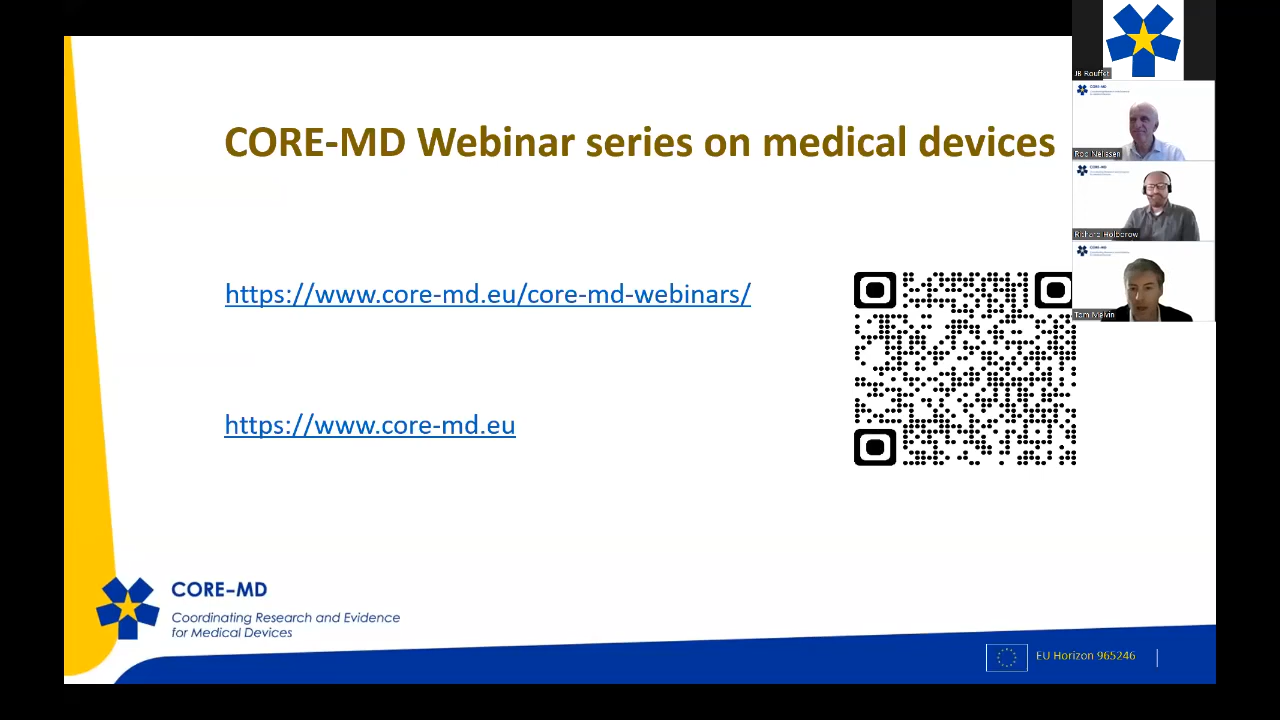 CORE-MD Webinar series on medical devices
https://www.core-md.eu/core-md-webinars/
https://www.core-md.eu
CORE-MD
Coordinating Research and Evidence
for Medical Devices
EU Horizon 965246
JB Rouffet
Rob Nelissen
Richard Holborow
Tom Melvin